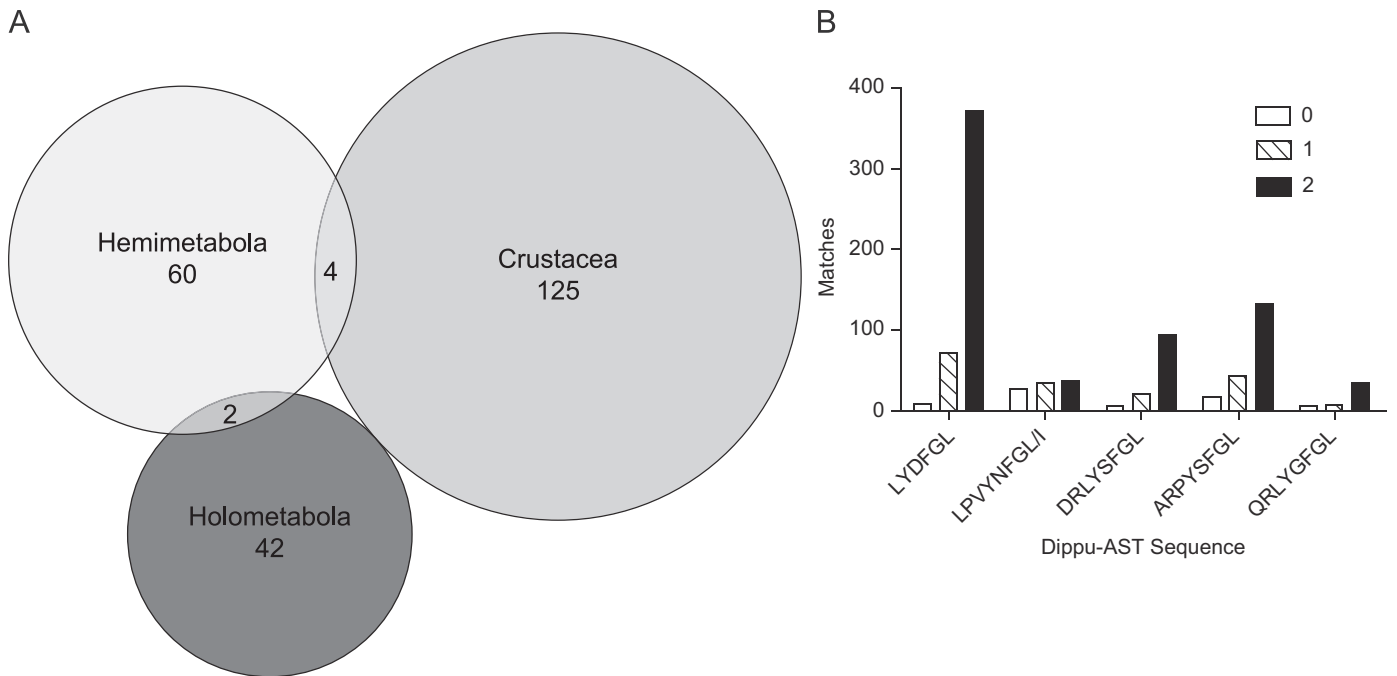 A
Hemimetabola
60
4
Crustacea
125
2
Holometabola
42
B
400
300
200
100
0
Matches
0
1
2
LYDFGL
LPVYNFGL/I
DRLYSFGL
ARPYSFGL
QRLYGFGL
Dippu-AST Sequence